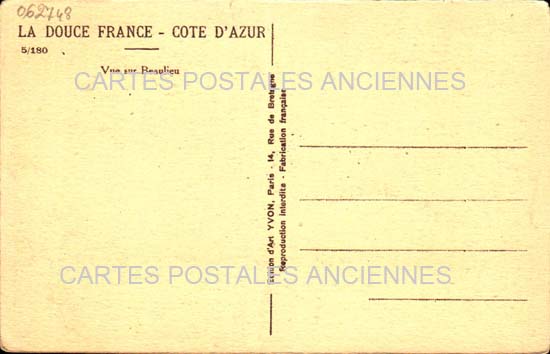 062748
LA DOUCE FRANCE - COTE D'AZUR
5/180
Vue sur Beaulieu
CARTES POSTALES ANCIENNES
Edition d'Art YVON, Paris - 14, Rue de Bretagne
Reproduction interdite - Fabrication française
CARTES POSTALES ANCIENNES